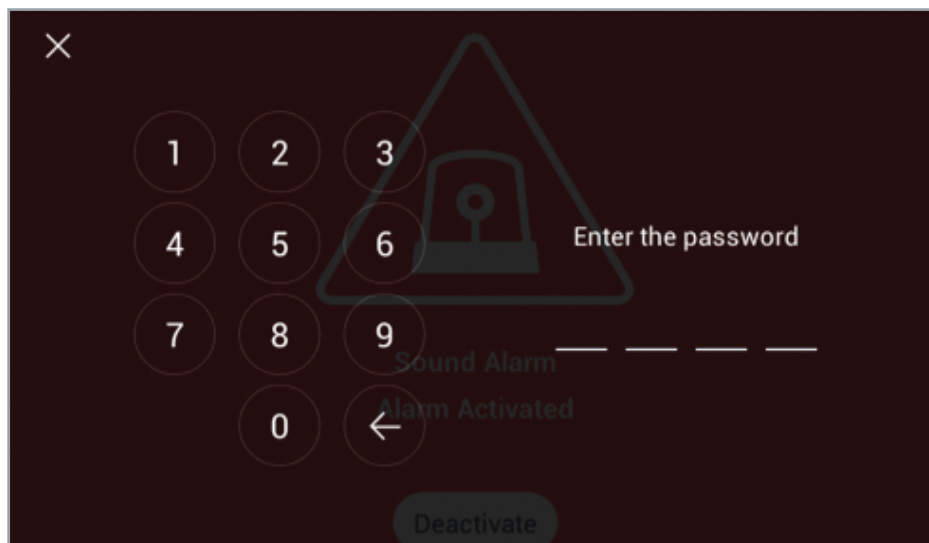 1 2 3
4 5 6
Enter the password
7 8 9
Sound Alarm
Alarm Activated
0
Deactivate